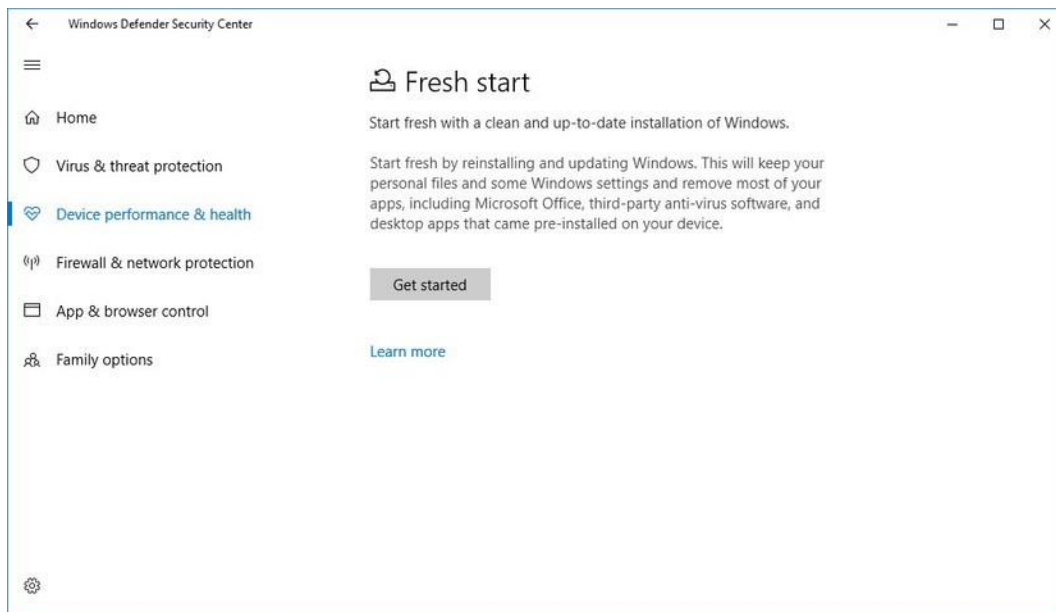 Windows Defender Security Center
Home
Virus & threat protection
Device performance & health
Firewall & network protection
App & browser control
Family options
Fresh start
Start fresh with a clean and up-to-date installation of Windows.
Start fresh by reinstalling and updating Windows. This will keep your
personal files and some Windows settings and remove most of your
apps, including Microsoft Office, third-party anti-virus software, and
desktop apps that came pre-installed on your device.
Get started
Learn more